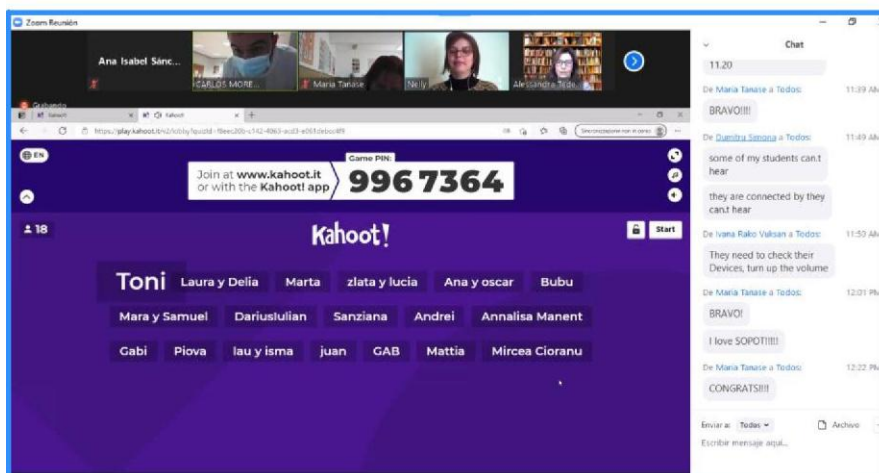 Zoom Reunión
Chat
Ana Isabel Sánc...
CARLOS MORE...
Maria Tanase
Nelly
Alessandra Tede...
Grabando
Kahoot!
Kahoot!
EN
Join at www.kahoot.it
or with the Kahoot! app
Game PIN:
996 7364
18
Kahoot!
Start
Toni
Laura y Delia
Marta
zlata y lucia
Ana y oscar
Bubu
Mara y Samuel
DariusIulian
Sanziana
Andrei
Annalisa Manent
Gabi
Piova
lau y isma
juan
GAB
Mattia
Mircea Cioranu
11.20
De Maria Tanase a Todos: 11:39 AM
BRAVO!!!!
De Dumitru Simona a Todos: 11:49 AM
some of my students can.t
hear
they are connected by they
can.t hear
De Ivana Rako Vuksan a Todos: 11:50 AM
They need to check their
Devices, turn up the volume
De Maria Tanase a Todos: 12:01 PM
BRAVO!
I love SOPOT!!!!!
De Maria Tanase a Todos: 12:22 PM
CONGRATS!!!!
Enviar a: Todos
Archivo
Escribir mensaje aquí...